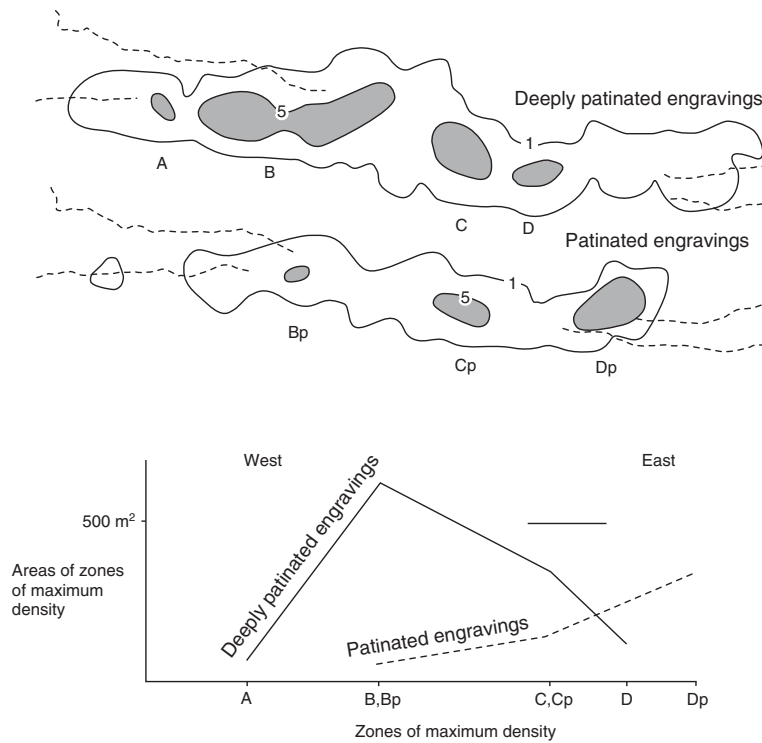 Deeply patinated engravings
5
1
A
B
C
D
Patinated engravings
1
5
Bp
Cp
Dp
West
East
500 m²
Areas of zones
of maximum
density
Deeply patinated engravings
Patinated engravings
A
B,Bp
C,Cp
D
Dp
Zones of maximum density